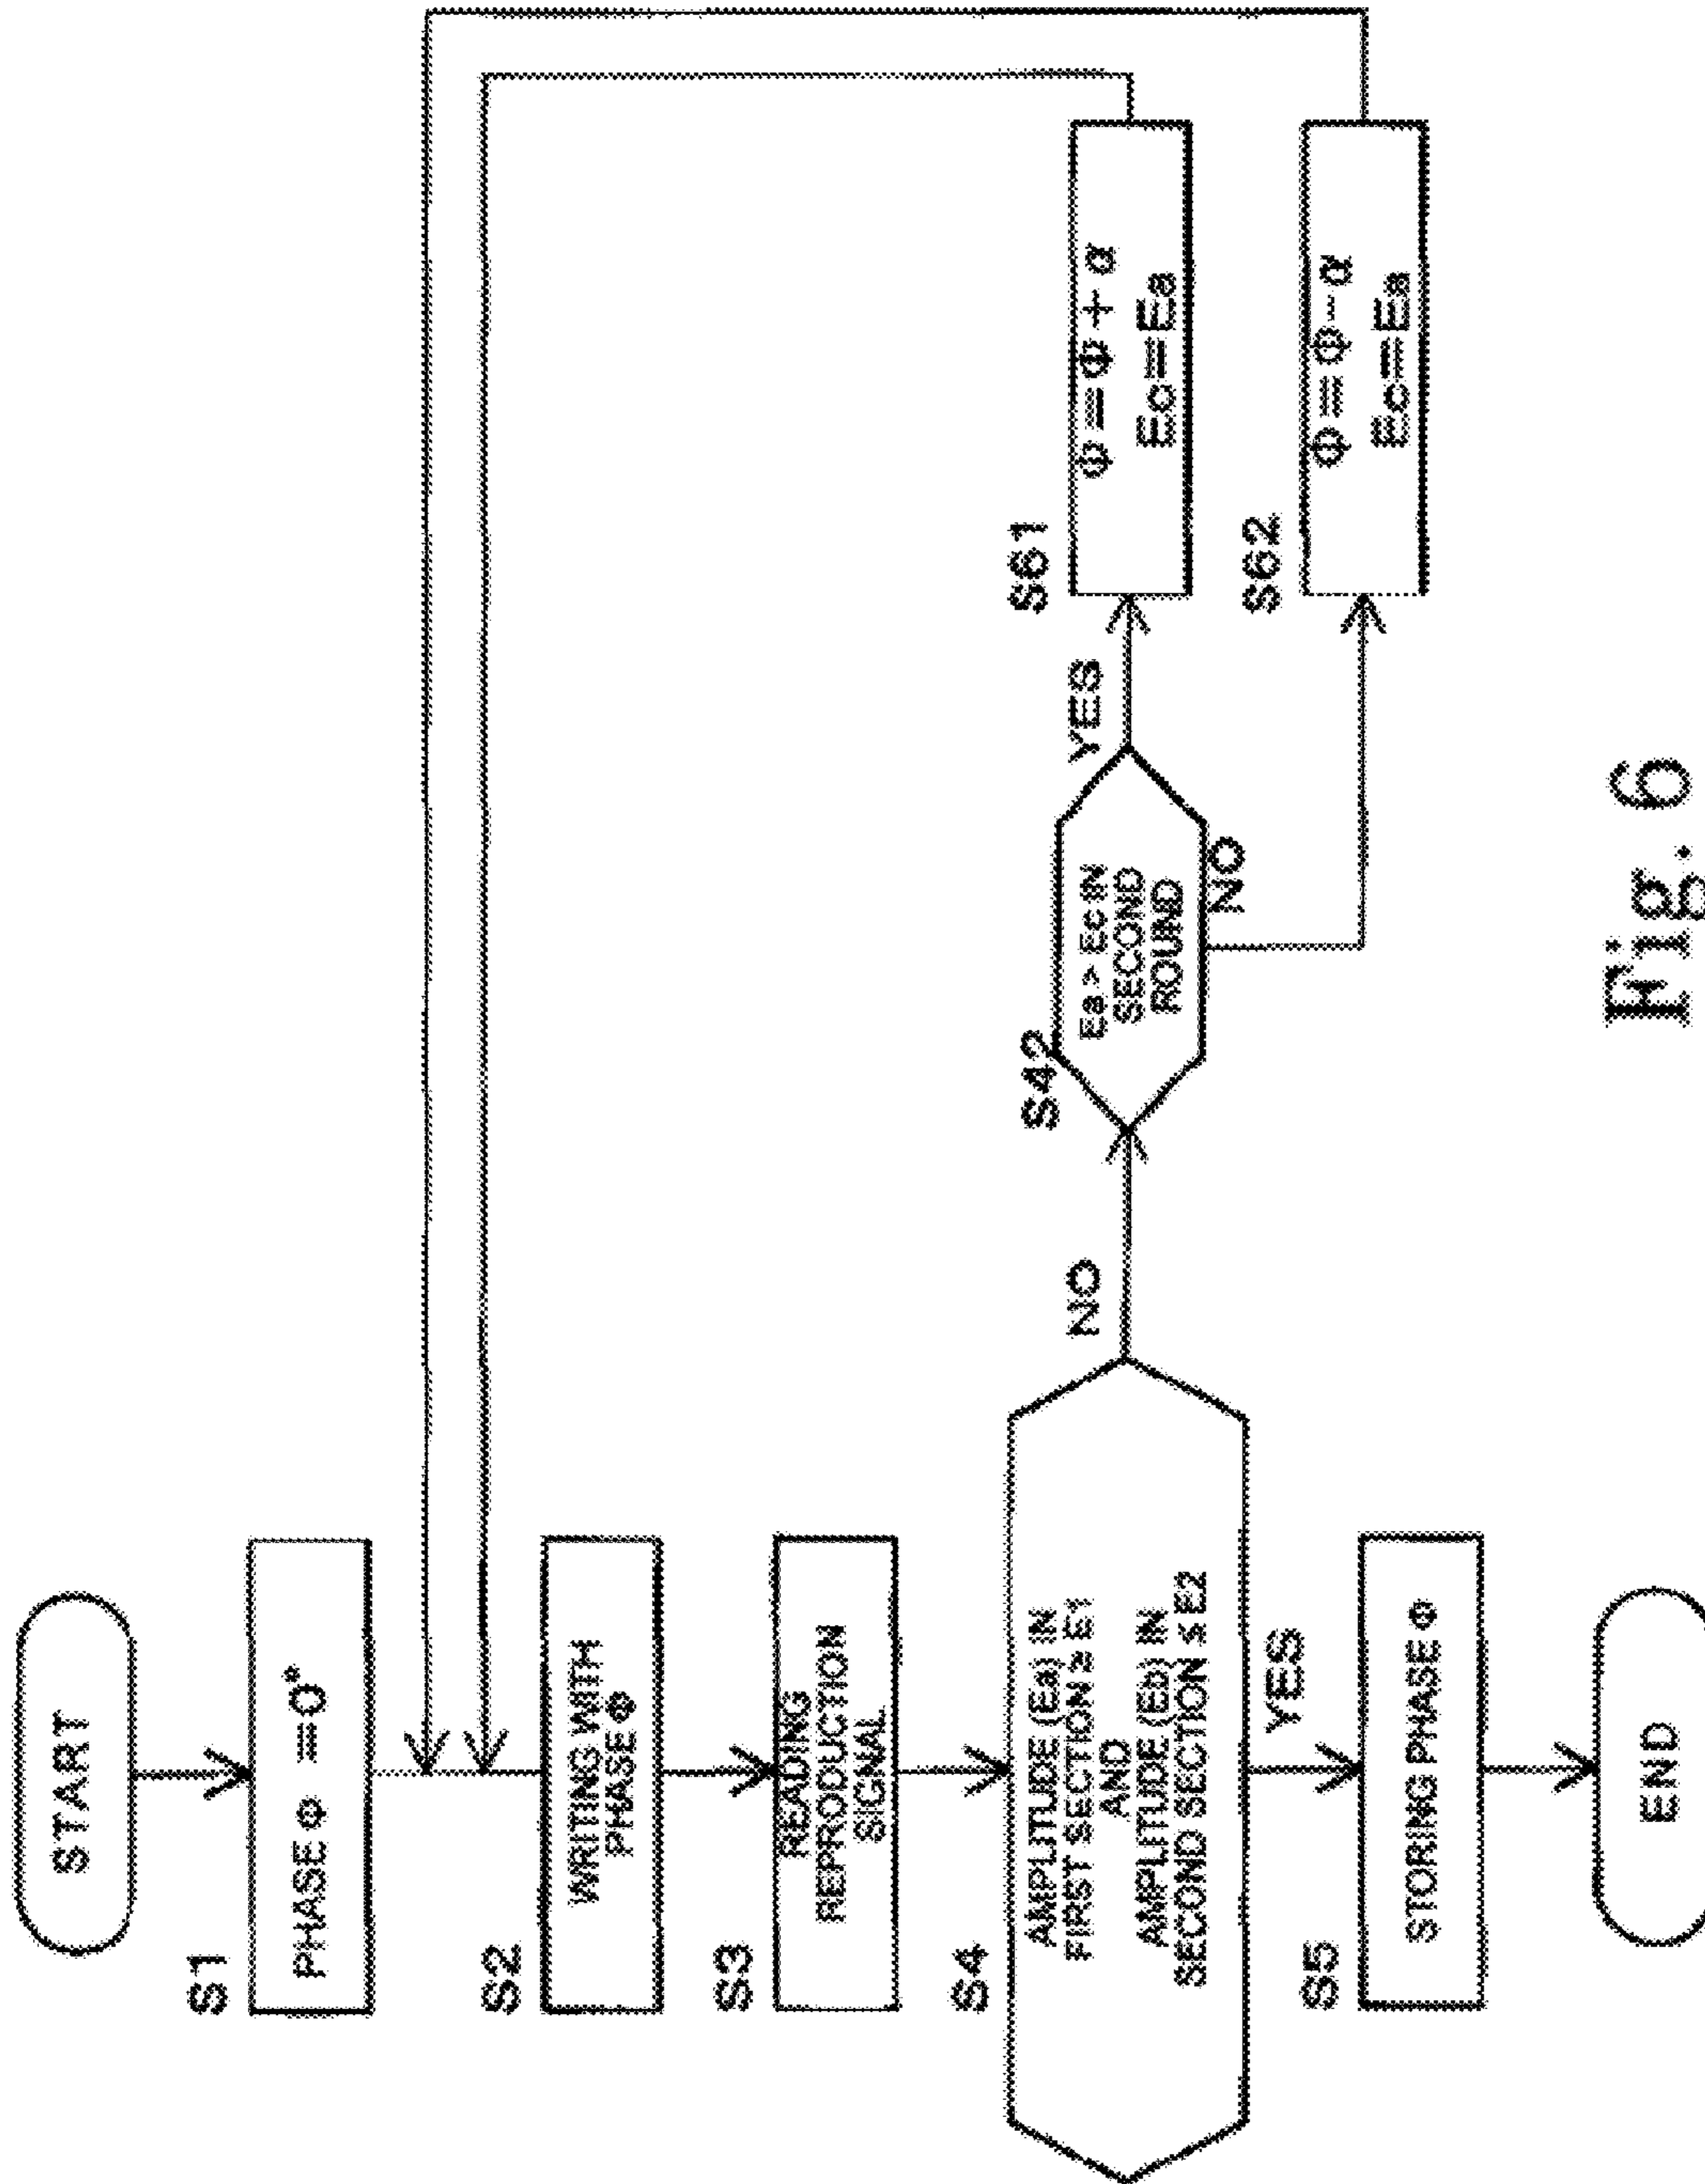 START
S1
PHASE Φ =0°
S2
WRITING WITH
PHASE Φ
S3
READING
REPRODUCTION
SIGNAL
S4
AMPLITUDE (Ea) IN
FIRST SECTION ≥ E1
AND
AMPLITUDE (Eb) IN
SECOND SECTION ≤ E2
NO
YES
S42
Ea > Ec IN
SECOND
ROUND
YES
NO
S61
Φ=Φ+α
Ec=Ea
S62
Φ=Φ-α
Ec=Ea
S5
STORING PHASE Φ
END
Fig. 6